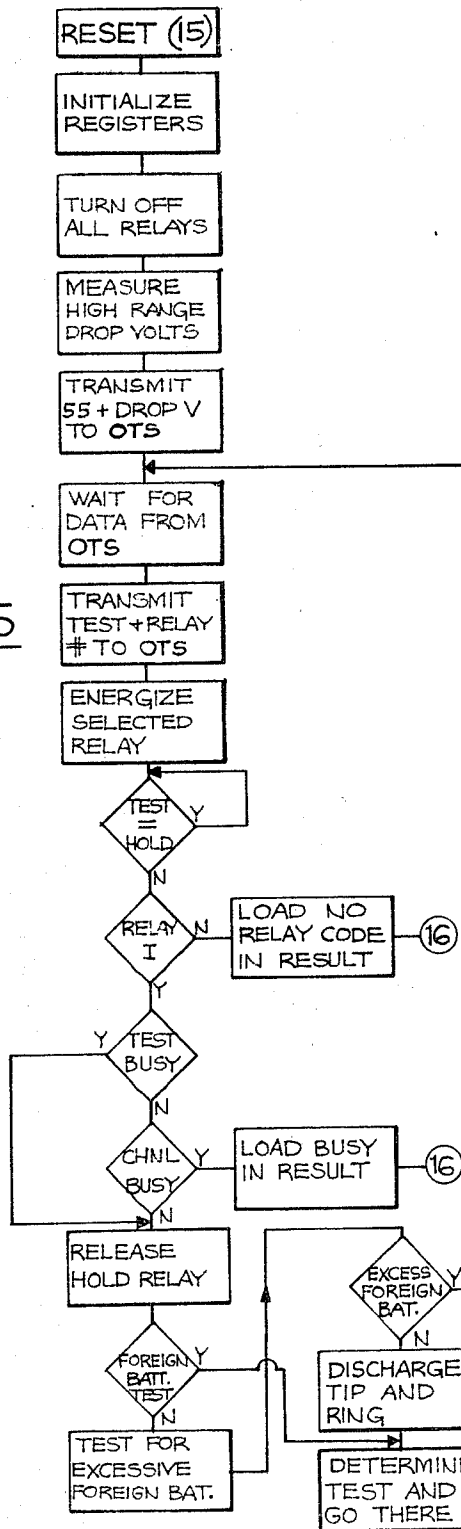 RESET (15)
INITIALIZE
REGISTERS
TURN OFF
ALL RELAYS
MEASURE
HIGH RANGE
DROP VOLTS
TRANSMIT
55 + DROP V
TO OTS
WAIT FOR
DATA FROM
OTS
TRANSMIT
TEST + RELAY
# TO OTS
ENERGIZE
SELECTED
RELAY
TEST
=
HOLD
Y
N
RELAY
I
N
Y
LOAD NO
RELAY CODE
IN RESULT
16
TEST
BUSY
Y
N
CHNL
BUSY
Y
N
LOAD BUSY
IN RESULT
16
RELEASE
HOLD RELAY
FOREIGN
BATT.
TEST
Y
N
TEST FOR
EXCESSIVE
FOREIGN BAT.
EXCESS
FOREIGN
BAT.
Y
N
DISCHARGE
TIP AND
RING
DETERMINE
TEST AND
GO THERE